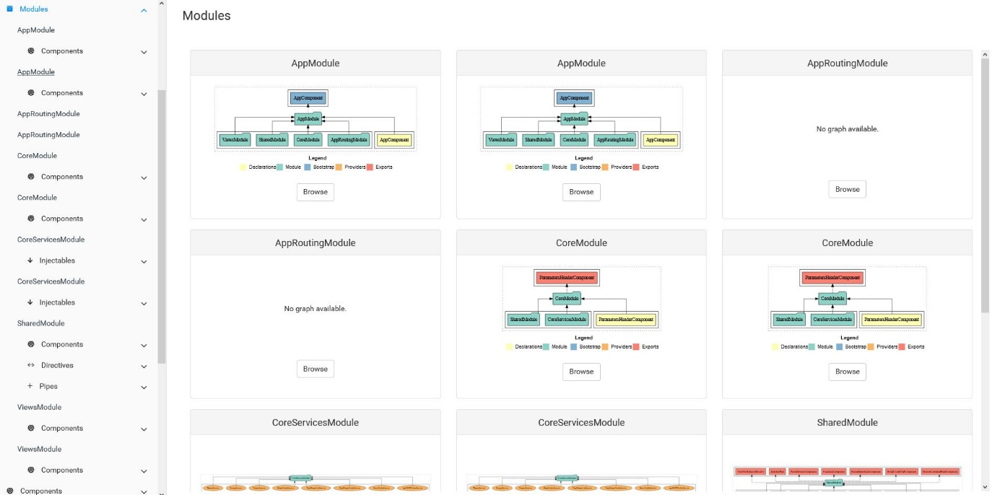 Modules
AppModule
Components
AppModule
Components
AppRoutingModule
AppRoutingModule
CoreModule
Components
CoreModule
Components
CoreServicesModule
Injectables
CoreServicesModule
Injectables
SharedModule
Components
Directives
Pipes
ViewsModule
Components
ViewsModule
Components
Components
Modules
AppModule
AppComponent
AppModule
ViewsModule SharedModule CoreModule AppRoutingModule AppComponent
Legend
Declarations Module Bootstrap Providers Exports
Browse
AppModule
AppComponent
AppModule
ViewsModule SharedModule CoreModule AppRoutingModule AppComponent
Legend
Declarations Module Bootstrap Providers Exports
Browse
AppRoutingModule
No graph available.
Browse
AppRoutingModule
No graph available.
Browse
CoreModule
ParametersHeaderComponent
CoreModule
SharedModule CoreServicesModule ParametersHeaderComponent
Legend
Declarations Module Bootstrap Providers Exports
Browse
CoreModule
ParametersHeaderComponent
CoreModule
SharedModule CoreServicesModule ParametersHeaderComponent
Legend
Declarations Module Bootstrap Providers Exports
Browse
CoreServicesModule
CoreServicesModule
CoreServicesModule
CoreServicesModule
SharedModule
SharedModule